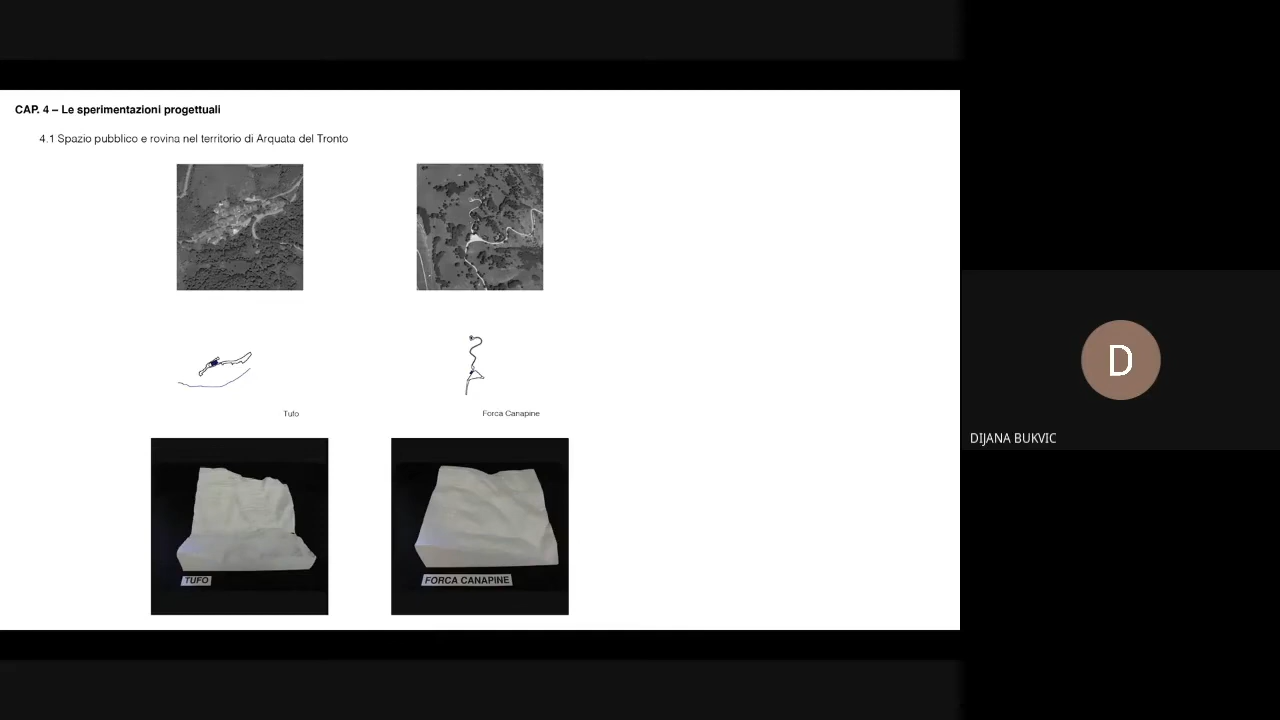 CAP. 4 – Le sperimentazioni progettuali
4.1 Spazio pubblico e rovina nel territorio di Arquata del Tronto
Tufo
Forca Canapine
TUFO
FORCA CANAPINE
D
DIJANA BUKVIC